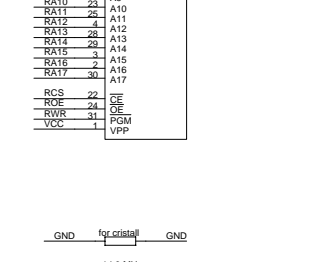 RA10 23 A10
RA11 25 A11
RA12 4 A12
RA13 28 A13
RA14 29 A14
RA15 3 A15
RA16 2 A16
RA17 30 A17
RCS 22 CE
ROE 24 OE
RWR 31 PGM
VCC 1 VPP
GND for cristall GND